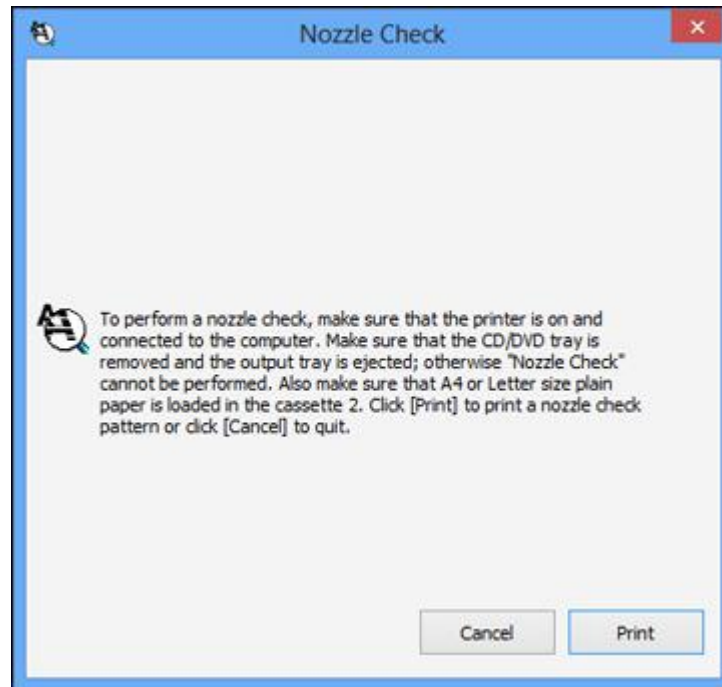 Nozzle Check
To perform a nozzle check, make sure that the printer is on and
connected to the computer. Make sure that the CD/DVD tray is
removed and the output tray is ejected; otherwise "Nozzle Check"
cannot be performed. Also make sure that A4 or Letter size plain
paper is loaded in the cassette 2. Click [Print] to print a nozzle check
pattern or click [Cancel] to quit.
Cancel Print